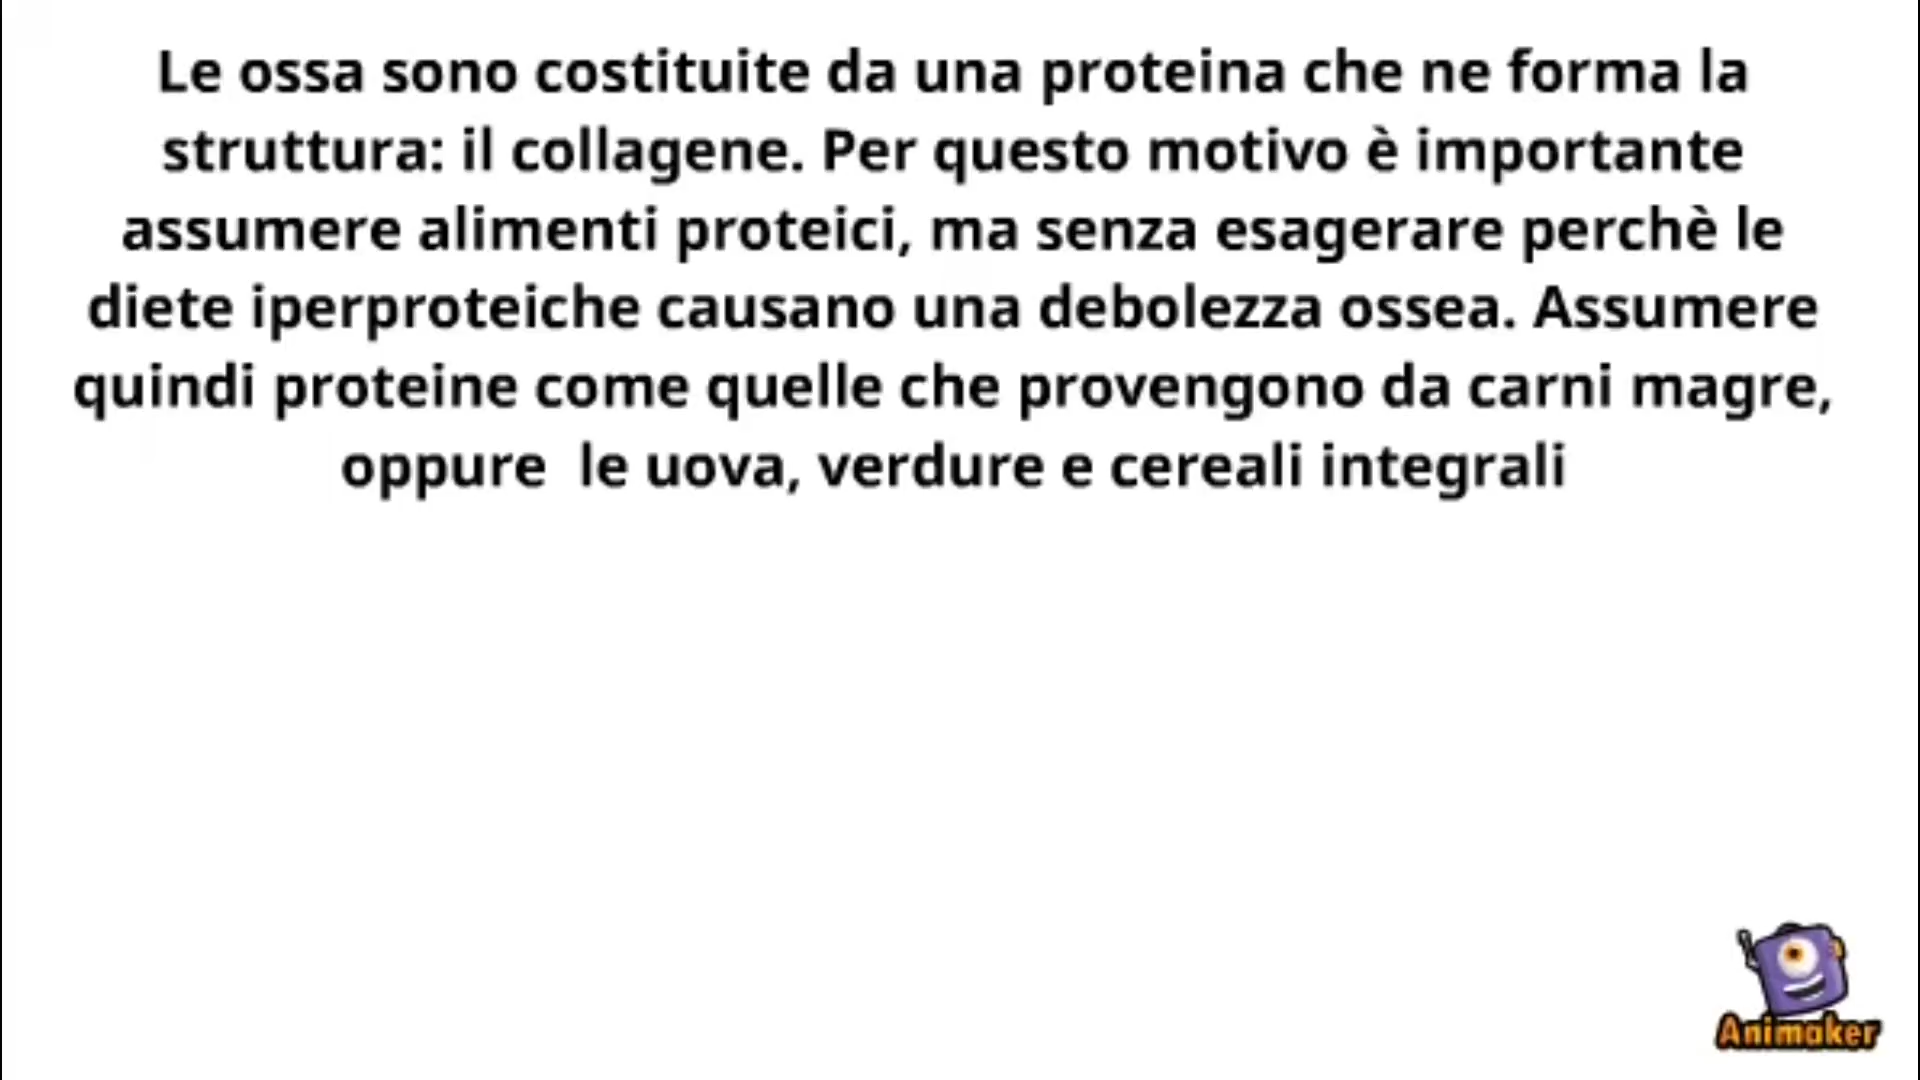 Le ossa sono costituite da una proteina che ne forma la
struttura: il collagene. Per questo motivo è importante
assumere alimenti proteici, ma senza esagerare perchè le
diete iperproteiche causano una debolezza ossea. Assumere
quindi proteine come quelle che provengono da carni magre,
oppure  le uova, verdure e cereali integrali
Animaker